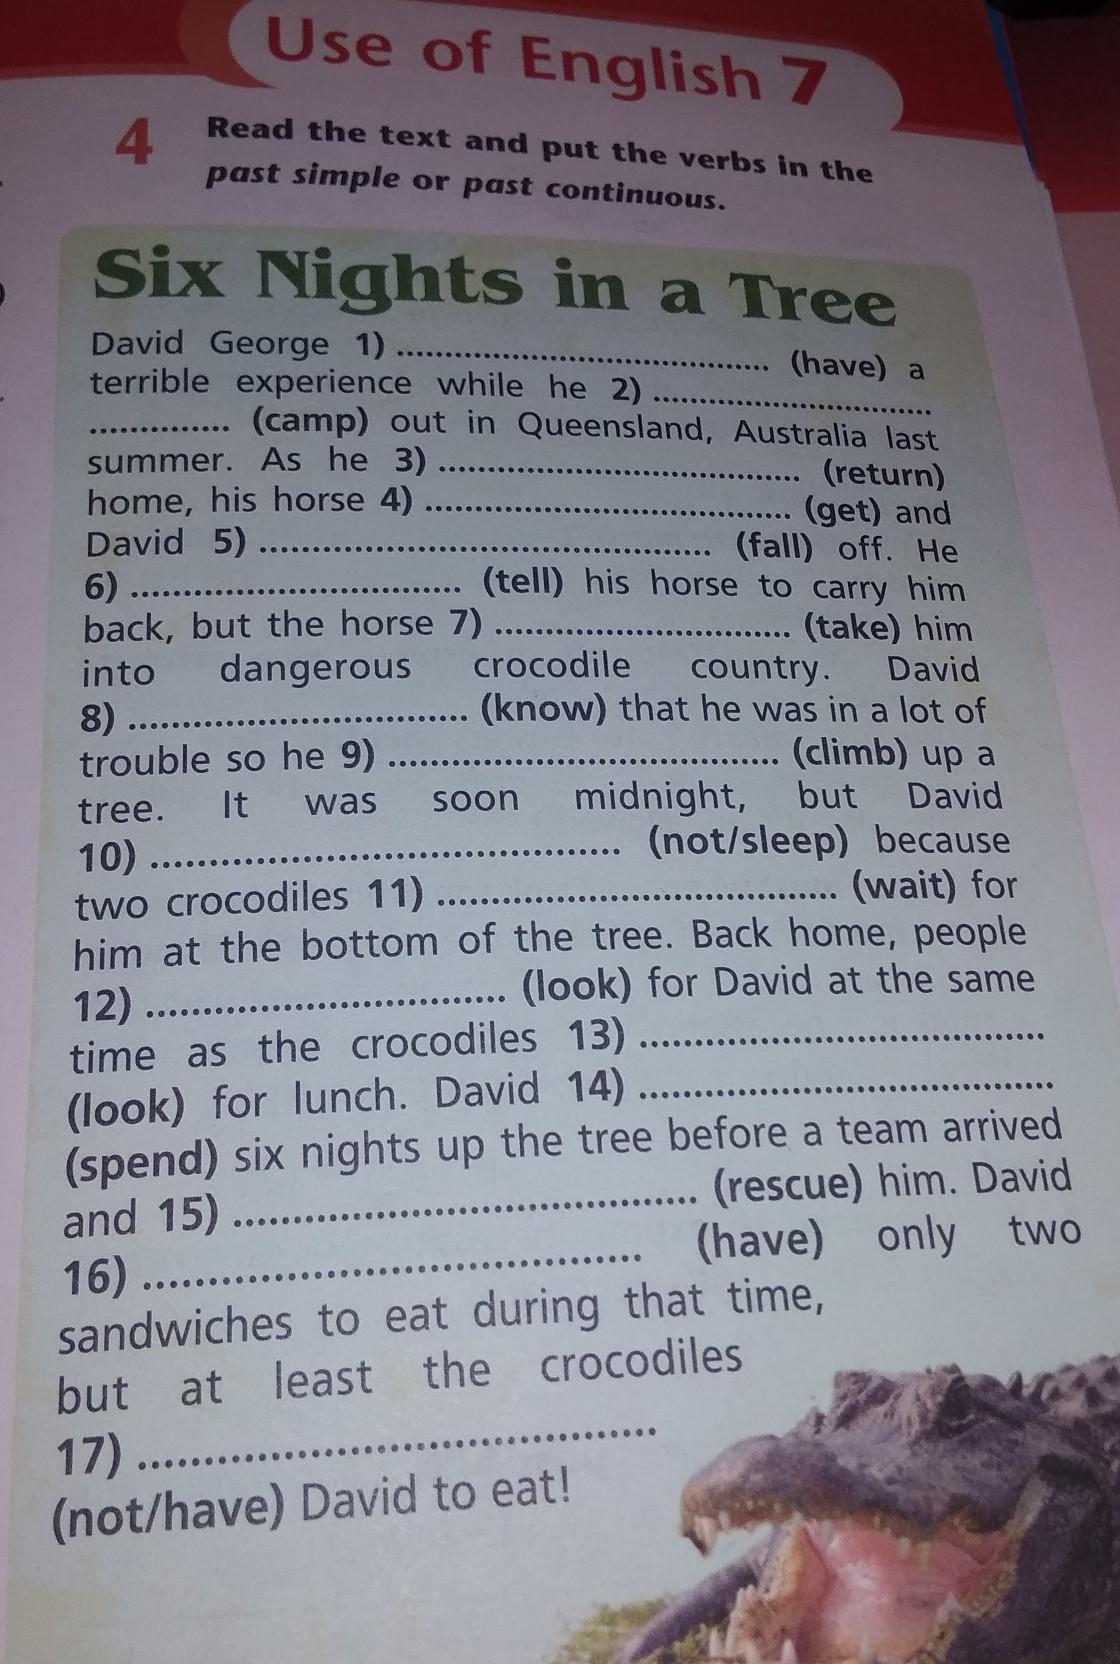 Use of English 7
4 Read the text and put the verbs in the
past simple or past continuous.
Six Nights in a Tree
David George 1) ........................................ (have) a
terrible experience while he 2) ..............................
............... (camp) out in Queensland, Australia last
summer. As he 3) ........................................ (return)
home, his horse 4) ........................................ (get) and
David 5) ................................................ (fall) off. He
6) .................................. (tell) his horse to carry him
back, but the horse 7) ................................ (take) him
into dangerous crocodile country. David
8) .................................. (know) that he was in a lot of
trouble so he 9) ........................................ (climb) up a
tree. It was soon midnight, but David
10) ................................................ (not/sleep) because
two crocodiles 11) ........................................ (wait) for
him at the bottom of the tree. Back home, people
12) .................................. (look) for David at the same
time as the crocodiles 13) ........................................
(look) for lunch. David 14) ........................................
(spend) six nights up the tree before a team arrived
and 15) ............................................ (rescue) him. David
16) ................................................ (have) only two
sandwiches to eat during that time,
but at least the crocodiles
17) ................................................
(not/have) David to eat!